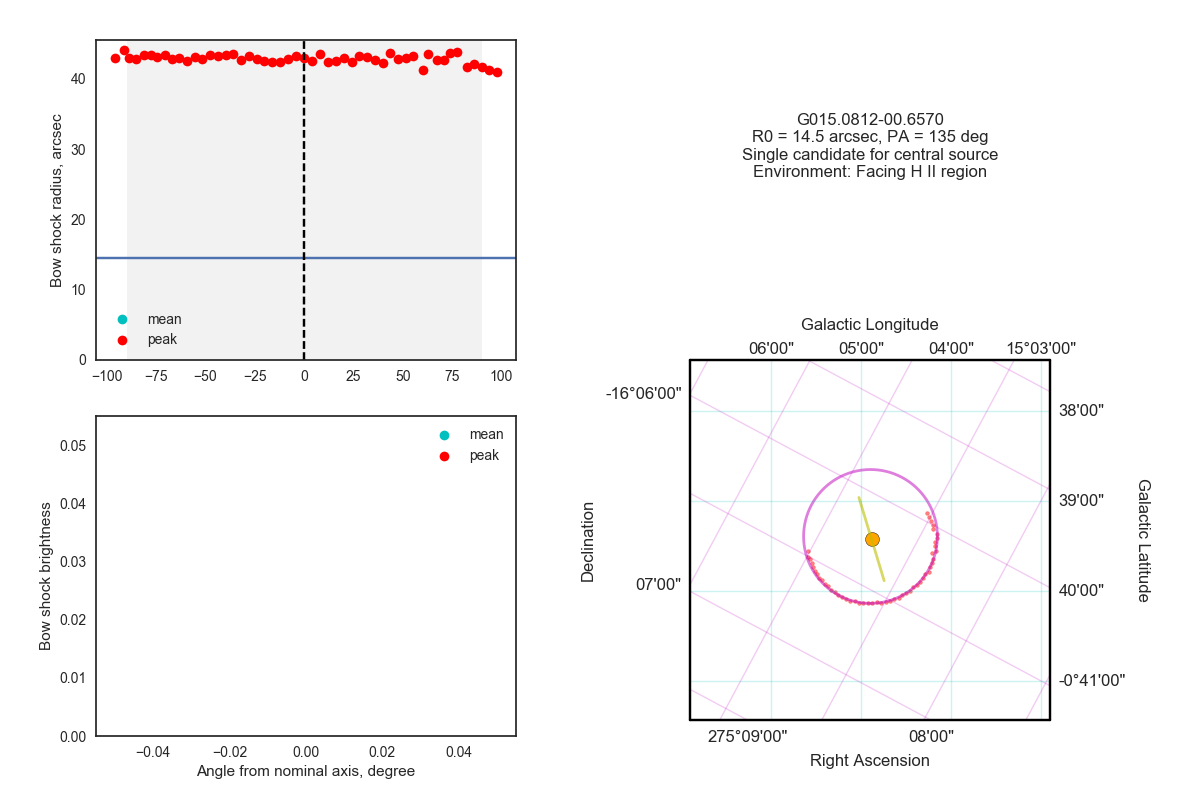 Bow shock radius, arcsec
40
30
20
10
0
mean
peak
−100 −75 −50 −25 0 25 50 75 100
G015.0812-00.6570
R0 = 14.5 arcsec, PA = 135 deg
Single candidate for central source
Environment: Facing H II region
Bow shock brightness
0.05
0.04
0.03
0.02
0.01
0.00
mean
peak
−0.04 −0.02 0.00 0.02 0.04
Angle from nominal axis, degree
Galactic Longitude
06'00" 05'00" 04'00" 15°03'00"
-16°06'00"
07'00"
Declination
38'00"
39'00"
40'00"
-0°41'00"
Galactic Latitude
275°09'00" 08'00"
Right Ascension